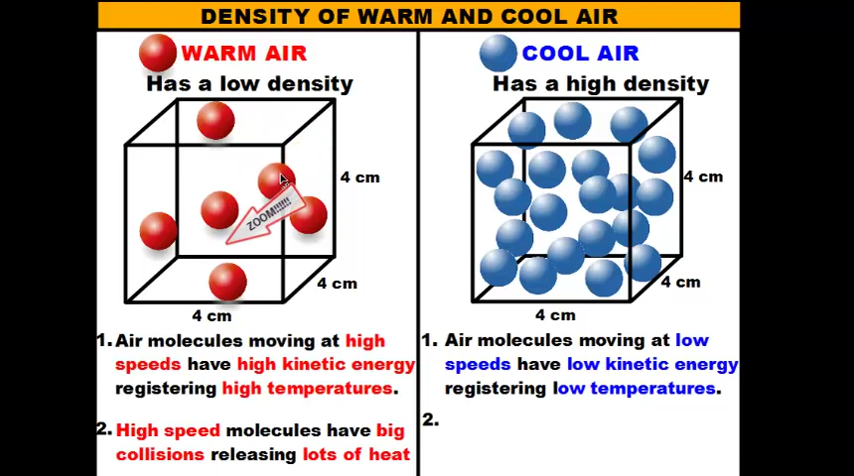 DENSITY OF WARM AND COOL AIR
WARM AIR
Has a low density
4 cm
ZOOM!!!!!!
4 cm
4 cm
1. Air molecules moving at high
speeds have high kinetic energy
registering high temperatures.
2. High speed molecules have big
collisions releasing lots of heat
COOL AIR
Has a high density
4 cm
4 cm
4 cm
1. Air molecules moving at low
speeds have low kinetic energy
registering low temperatures.
2.